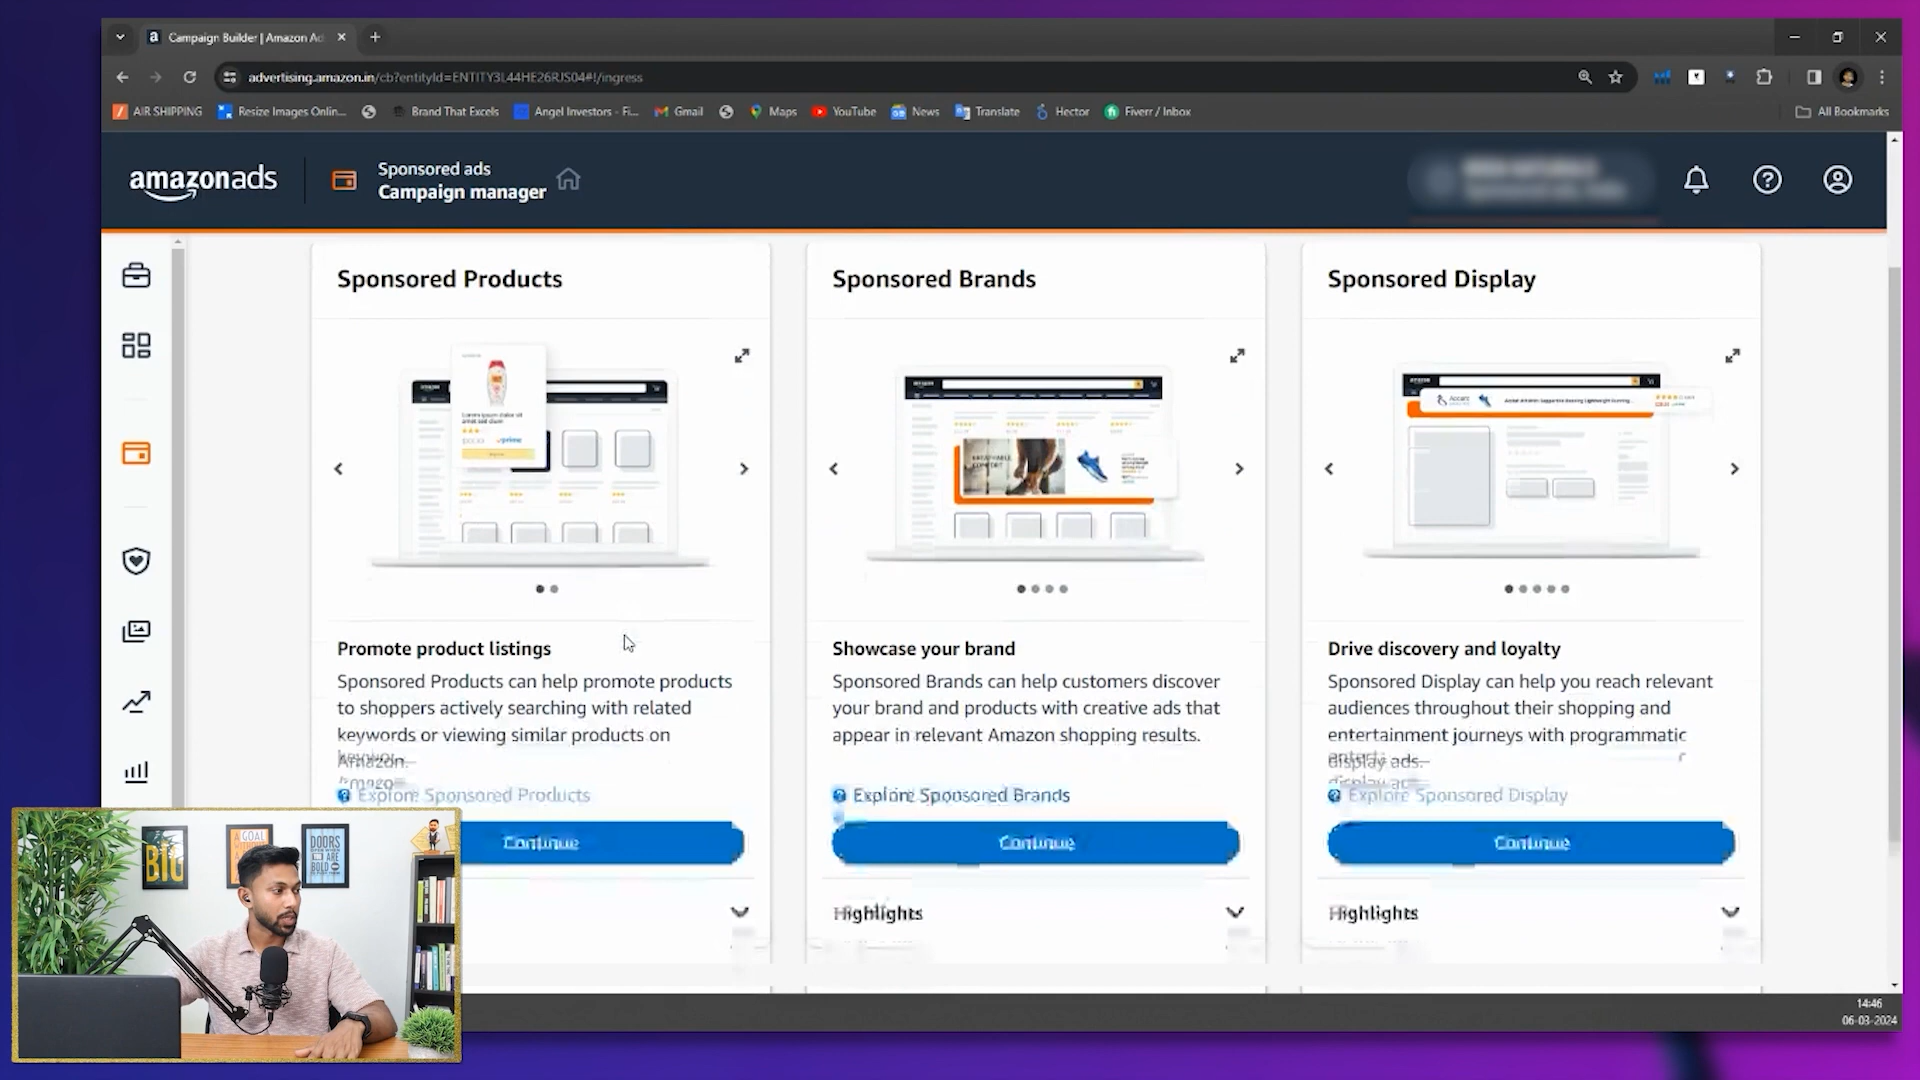 Campaign Builder | Amazon Ad
advertising.amazon.in/cb?entityId=ENTITY3L44HE26RJS04#!/ingress
AIR SHIPPING
Resize Images Onlin...
Brand That Excels
Angel Investors - Fi...
Gmail
Maps
YouTube
News
Translate
Hector
Fiverr / Inbox
All Bookmarks
amazonads
Sponsored ads
Campaign manager
Sponsored Products
Promote product listings
Sponsored Products can help promote products
to shoppers actively searching with related
keywords or viewing similar products on
Amazon.
Explore Sponsored Products
Continue
Sponsored Brands
BREATHABLE
COMFORT
Showcase your brand
Sponsored Brands can help customers discover
your brand and products with creative ads that
appear in relevant Amazon shopping results.
Explore Sponsored Brands
Continue
Highlights
Sponsored Display
Drive discovery and loyalty
Sponsored Display can help you reach relevant
audiences throughout their shopping and
entertainment journeys with programmatic
display ads.
Explore Sponsored Display
Continue
Highlights
BIG
A GOAL
DOORS
14:46
06-03-2024